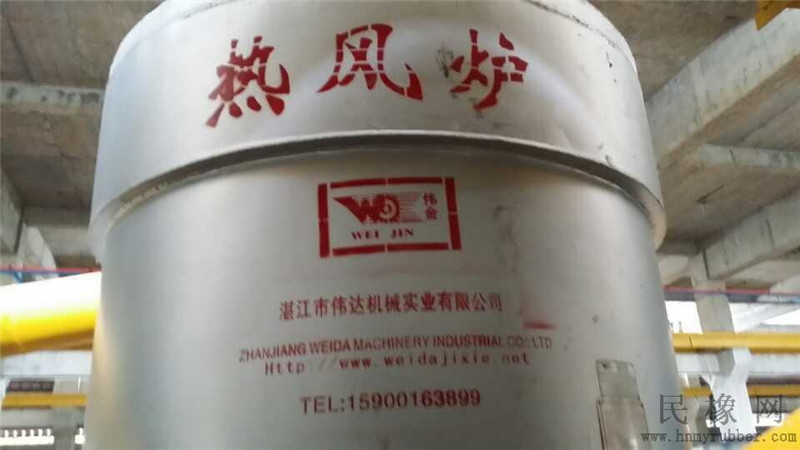 热风炉
伟金
WEI JIN
湛江市伟达机械实业有限公司
ZHANJIANG WEIDA MACHINERY INDUSTRIAL CO., LTD
Http://www.weidajixie.net
TEL:15900163899
民橡网
www.hnmyrubber.com